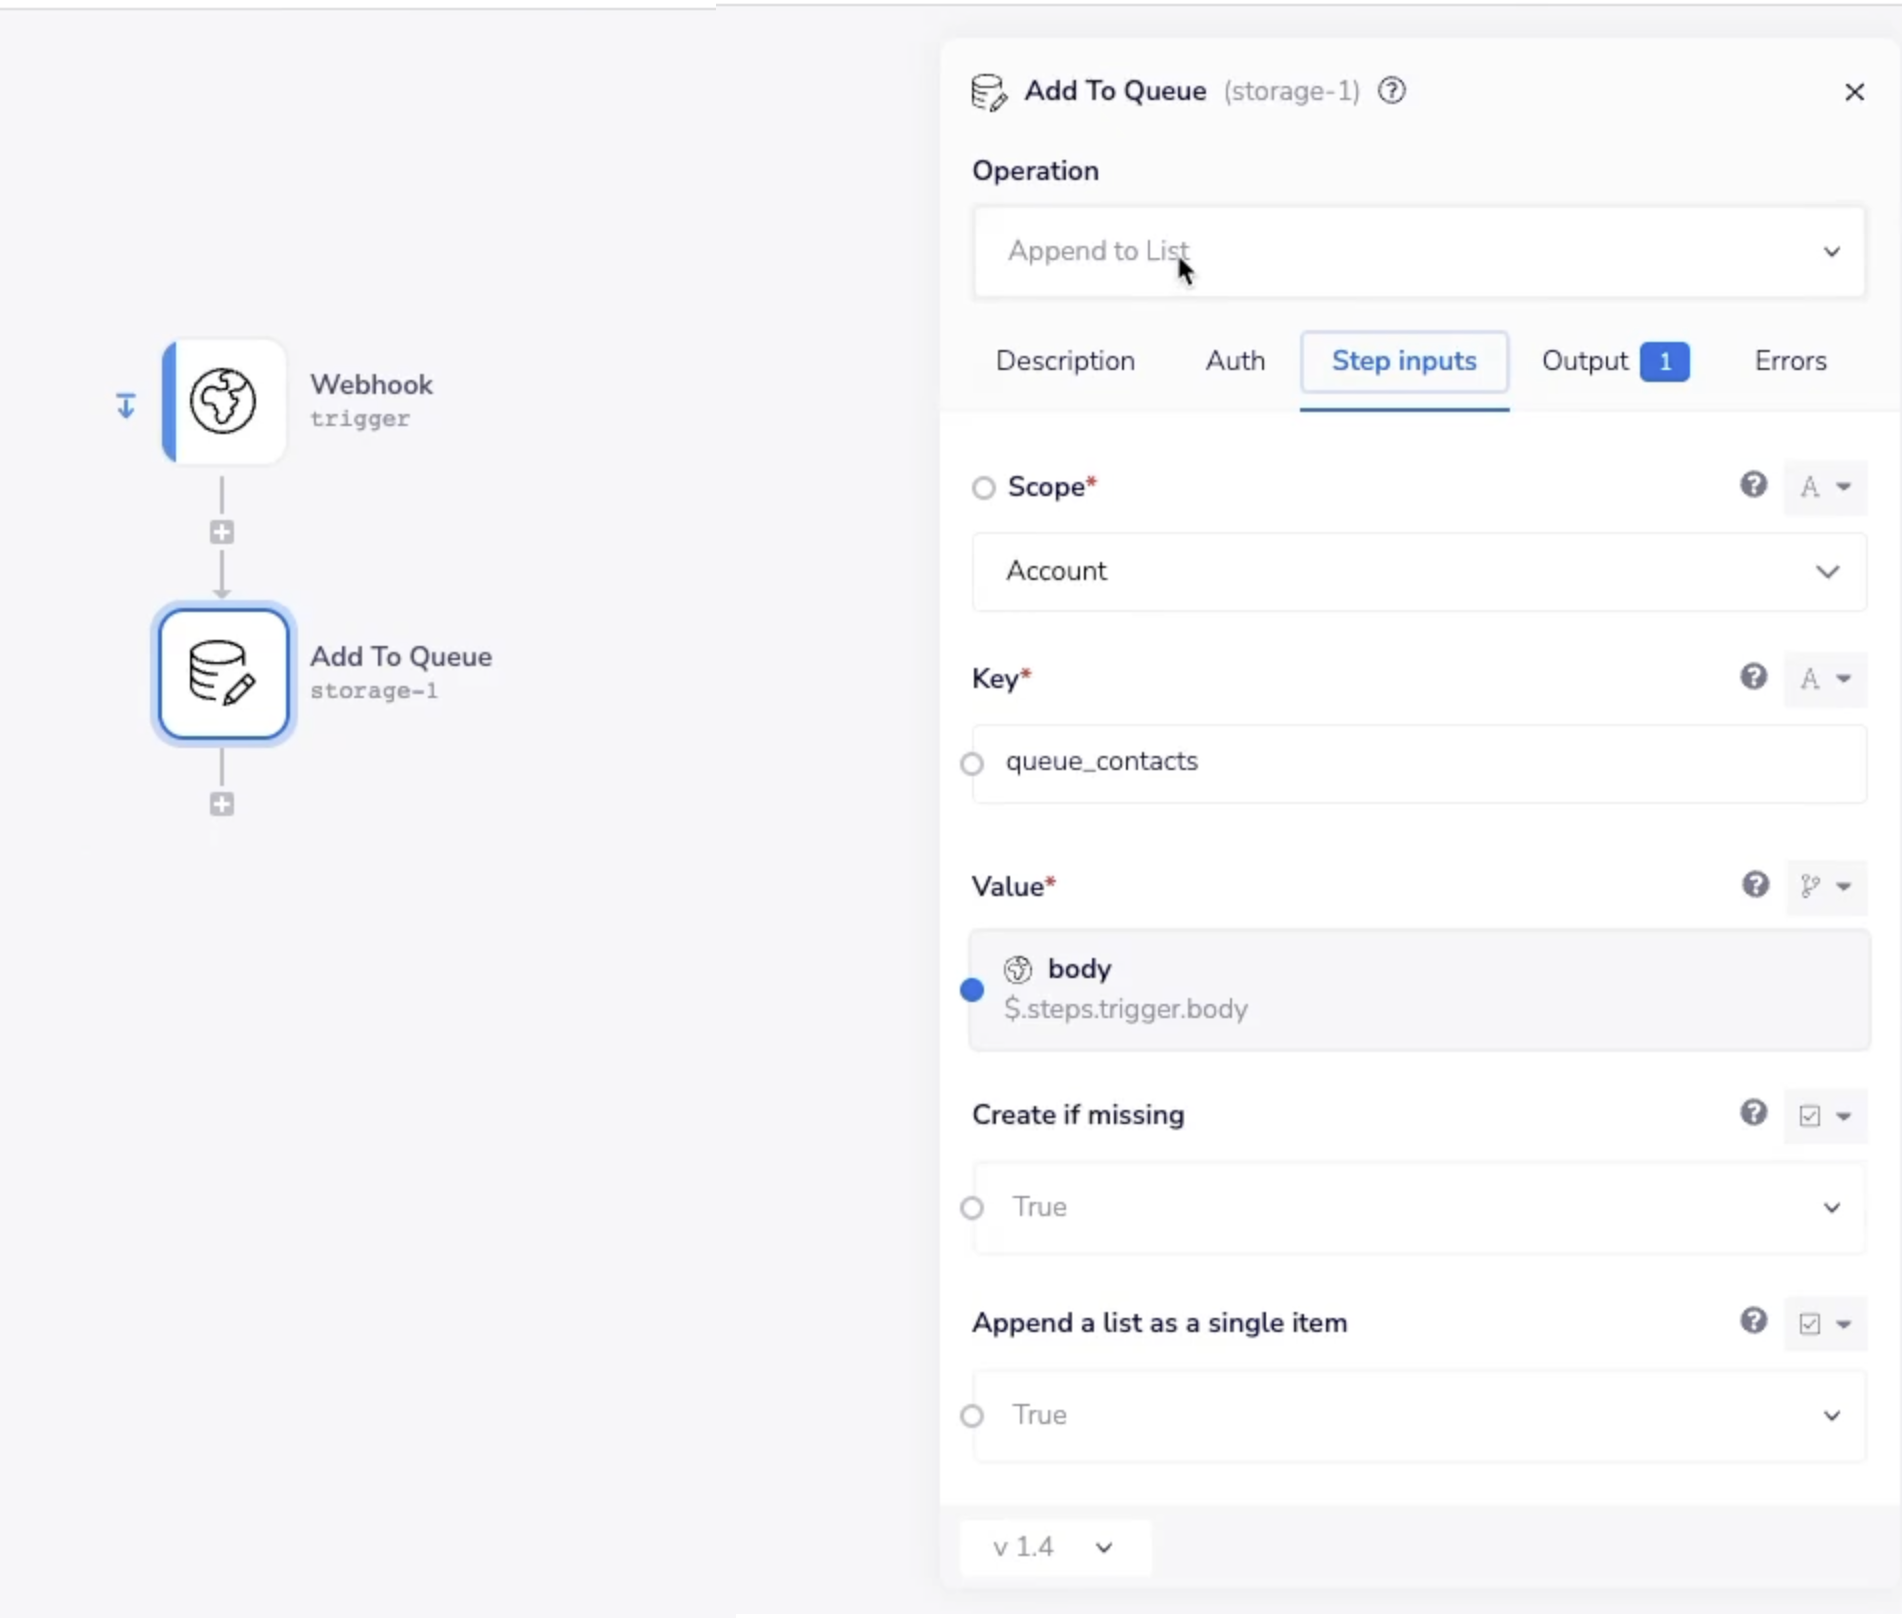 Webhook
trigger
Add To Queue
storage-1
Add To Queue (storage-1)
Operation
Append to List
Description Auth Step inputs Output 1 Errors
Scope*
A
Account
Key*
A
queue_contacts
Value*
body
$.steps.trigger.body
Create if missing
True
Append a list as a single item
True
v 1.4